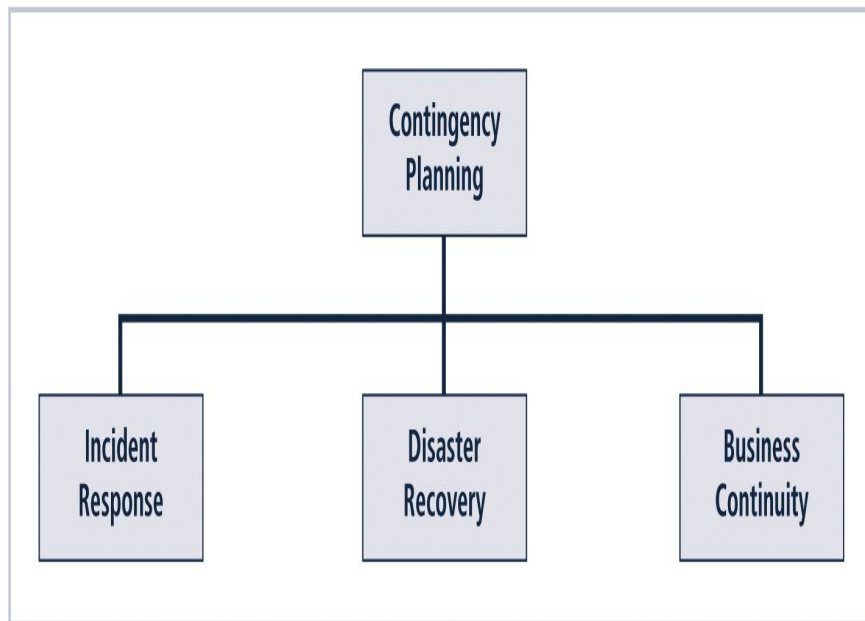 Contingency
Planning
Incident
Response
Disaster
Recovery
Business
Continuity